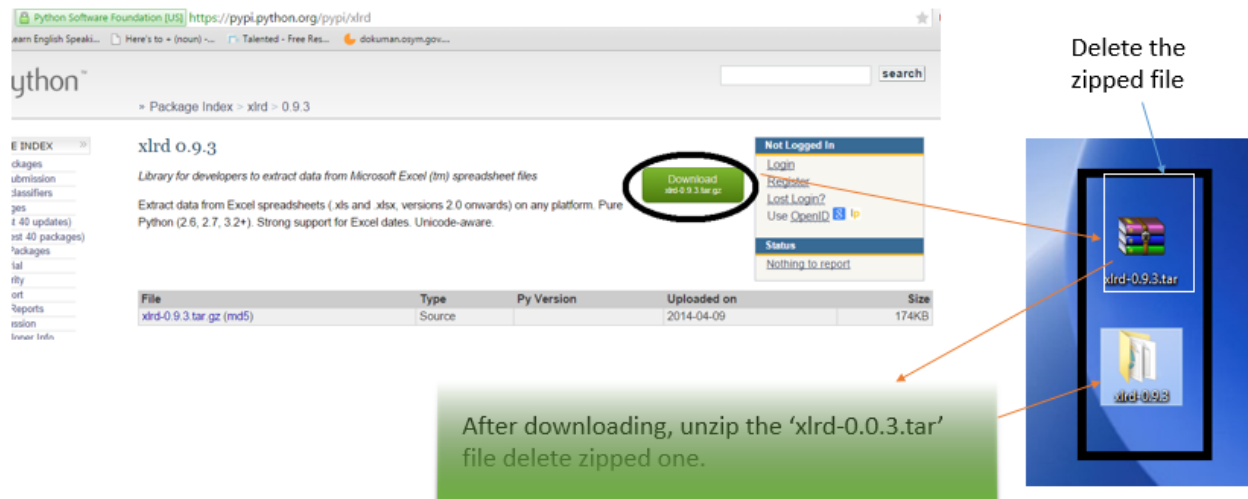 Python Software Foundation [US] https://pypi.python.org/pypi/xlrd
earn English Speaki... Here's to + (noun) -... Talented - Free Res... dokuman.osym.gov....
Delete the
zipped file
ython™
search
» Package Index > xlrd > 0.9.3
E INDEX »
ckages
ubmission
classifiers
ges
t 40 updates)
est 40 packages)
Packages
ial
rity
ort
Reports
ission
loper Info
xlrd 0.9.3
Library for developers to extract data from Microsoft Excel (tm) spreadsheet files
Extract data from Excel spreadsheets (.xls and .xlsx, versions 2.0 onwards) on any platform. Pure
Python (2.6, 2.7, 3.2+). Strong support for Excel dates. Unicode-aware.
Download
xlrd-0.9.3.tar.gz
Not Logged In
Login
Register
Lost Login?
Use OpenID lp
Status
Nothing to report
File Type Py Version Uploaded on Size
xlrd-0.9.3.tar.gz (md5) Source 2014-04-09 174KB
xlrd-0.9.3.tar
xlrd-0.9.3
After downloading, unzip the ‘xlrd-0.0.3.tar’
file delete zipped one.